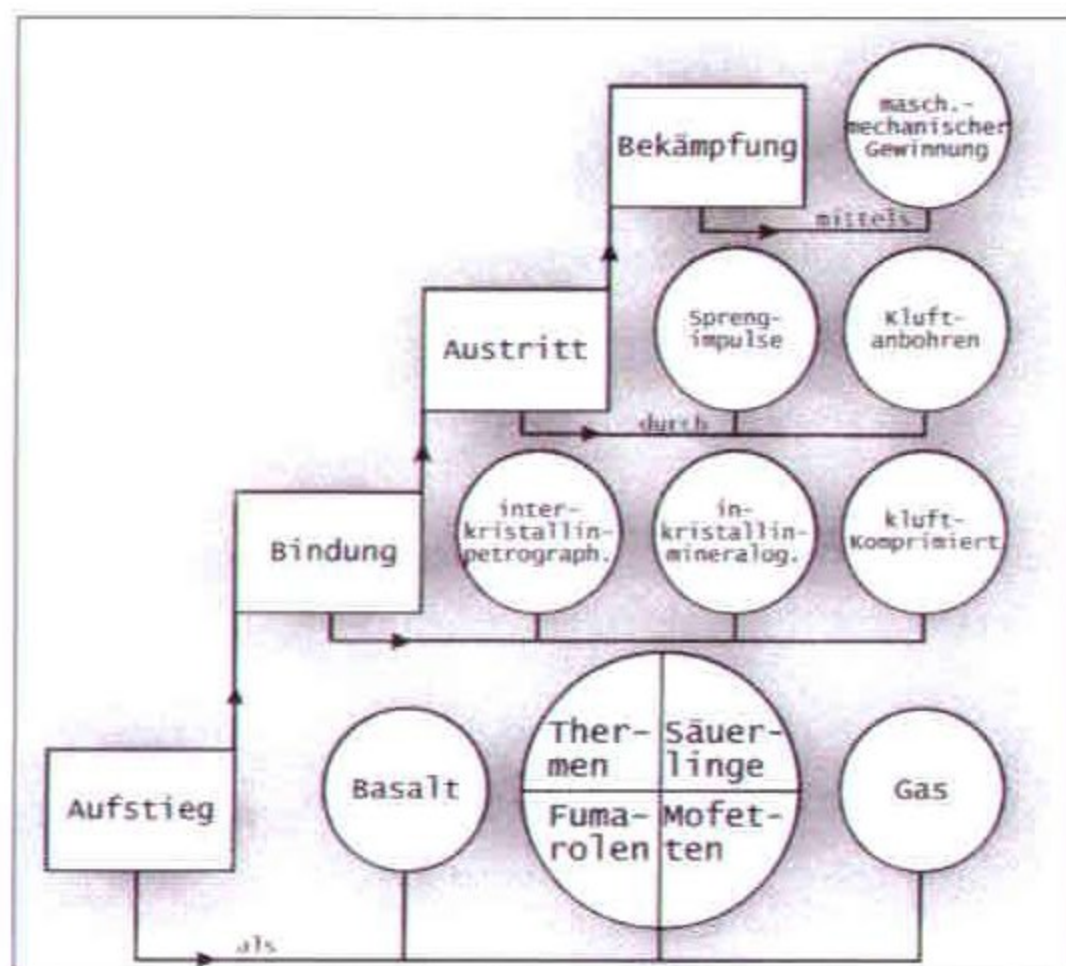 masch.-
mechanischer
Gewinnung
Bekämpfung
mittels
Spreng-
impulse
Kluft-
anbohren
Austritt
durch
inter-
kristallin-
petrograph.
in-
kristallin-
mineralog.
kluft-
Komprimiert
Bindung
Ther-
men
Säuer-
linge
Basalt
Gas
Aufstieg
Fuma-
rolen
Mofet-
ten
als